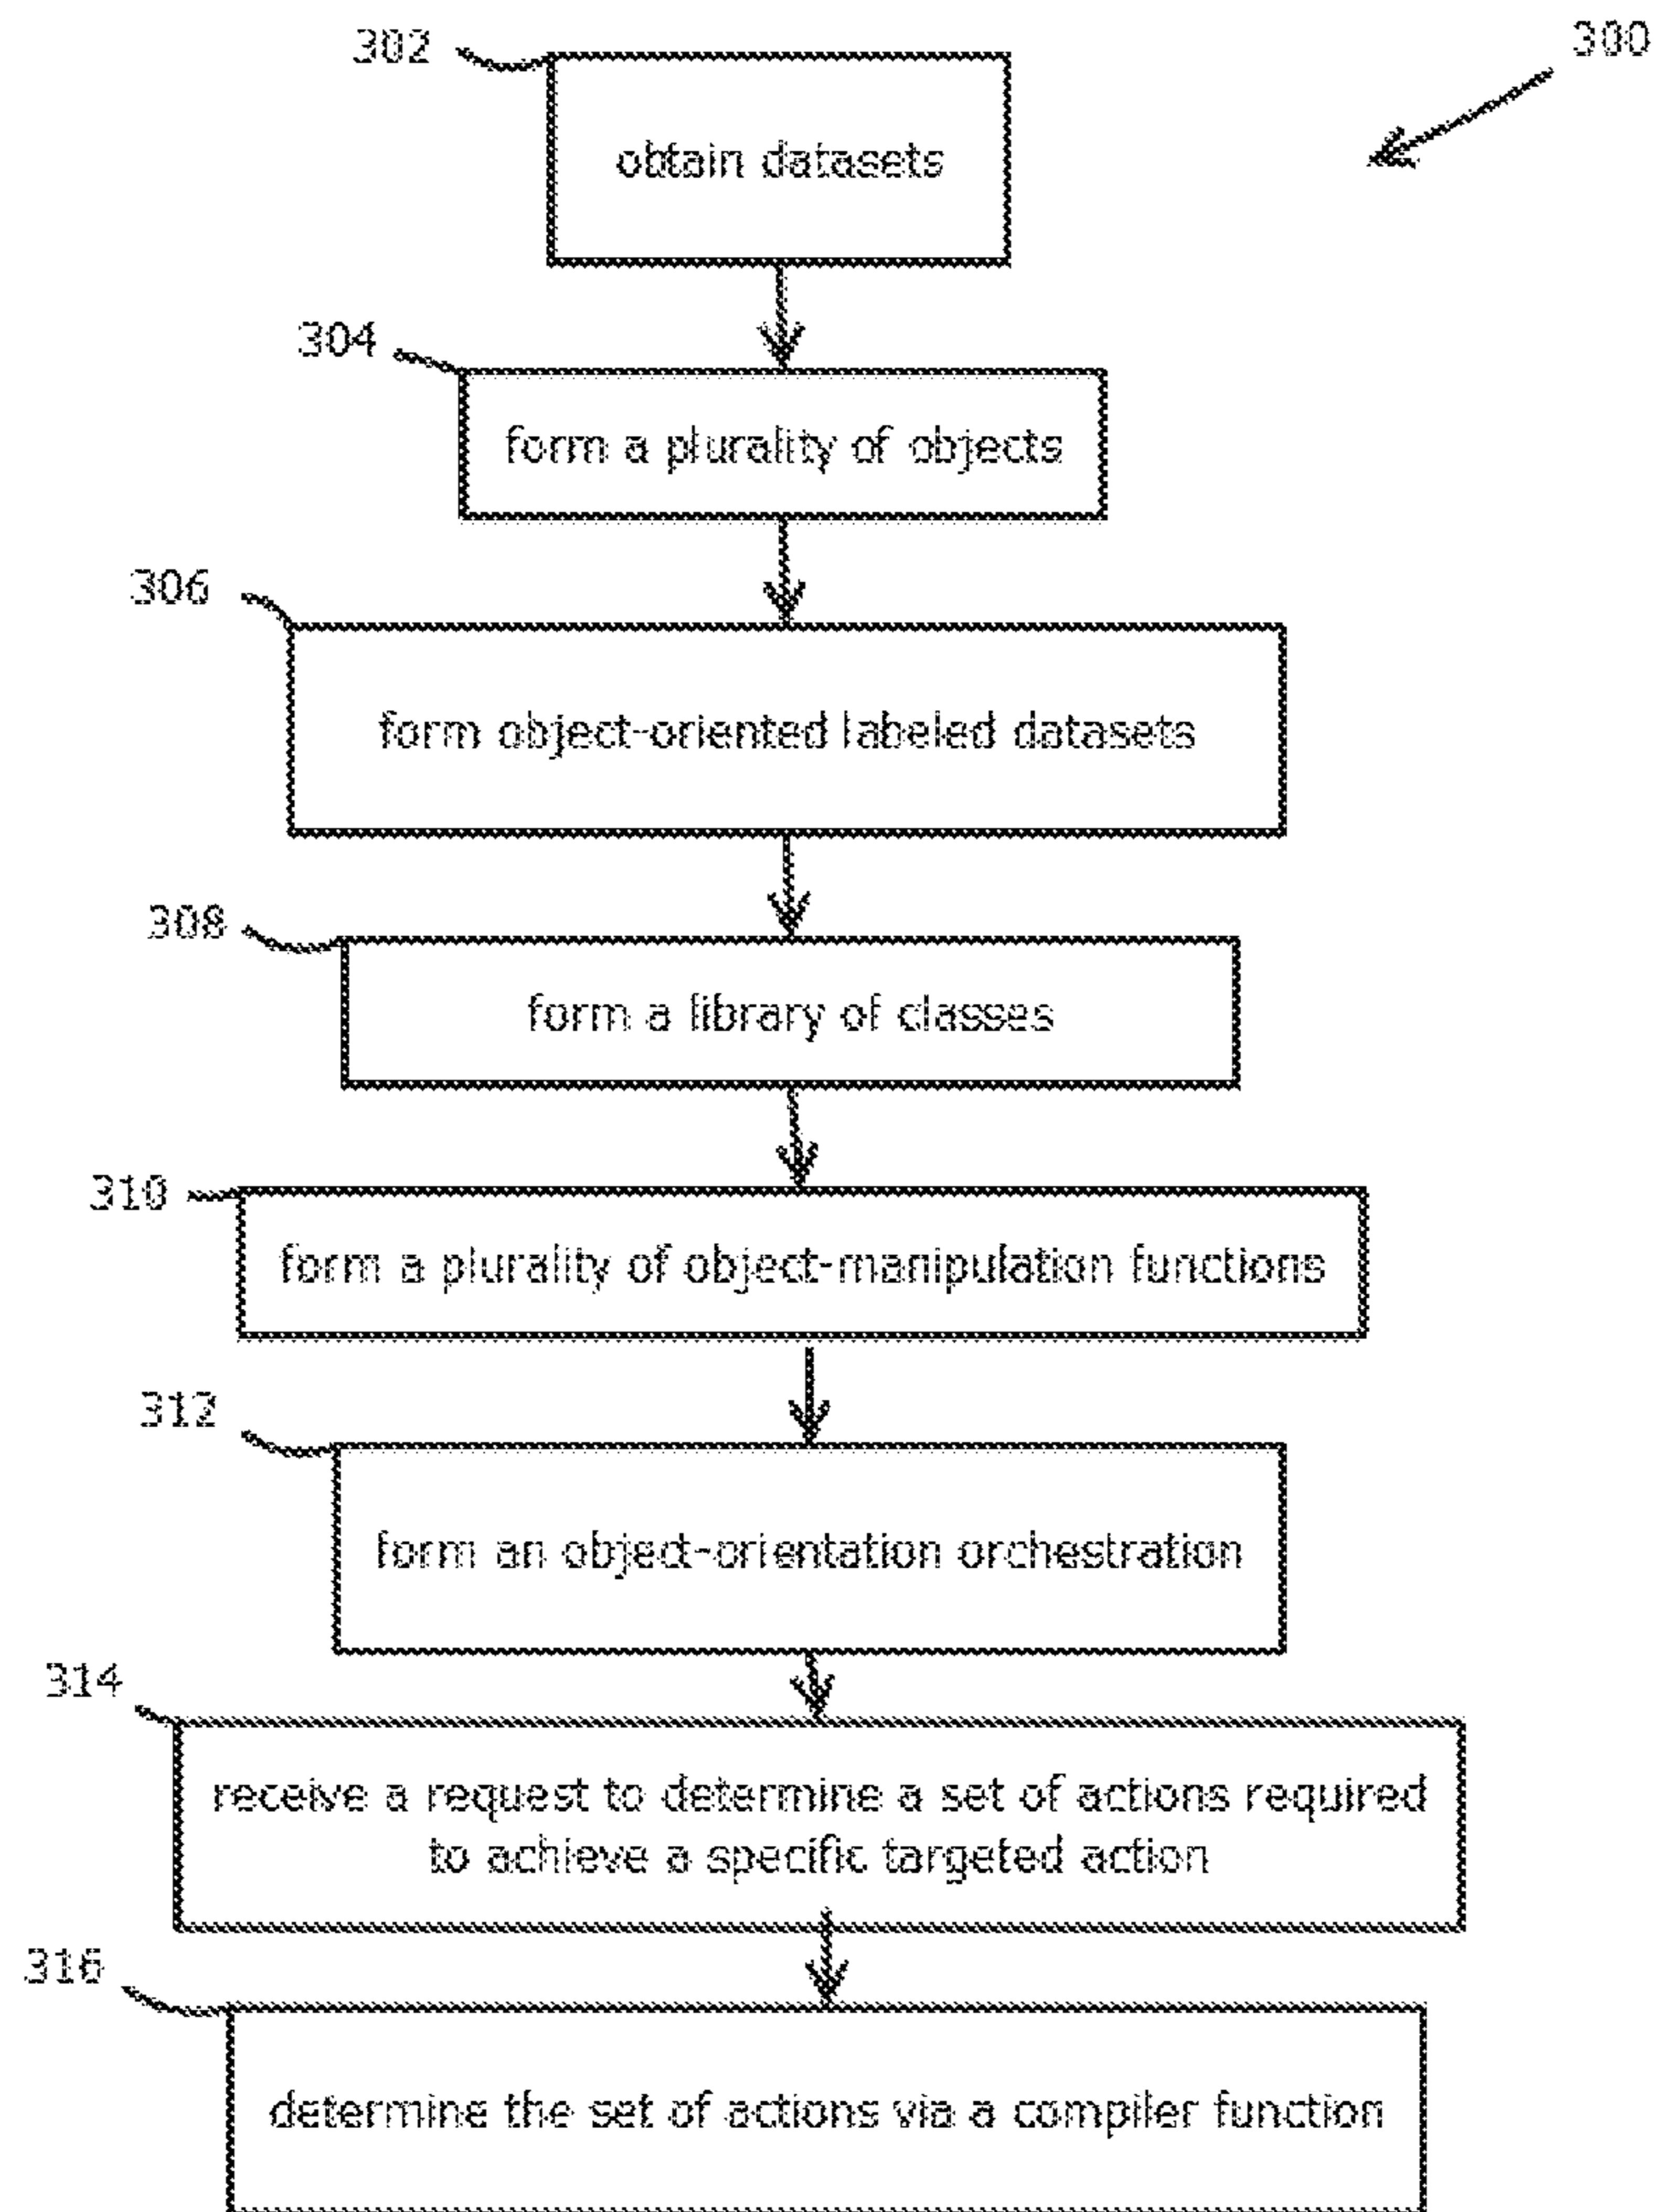 300
302
obtain datasets
304
form a plurality of objects
306
form object-oriented labeled datasets
308
form a library of classes
310
form a plurality of object-manipulation functions
312
form an object-orientation orchestration
314
receive a request to determine a set of actions required
to achieve a specific targeted action
316
determine the set of actions via a compiler function